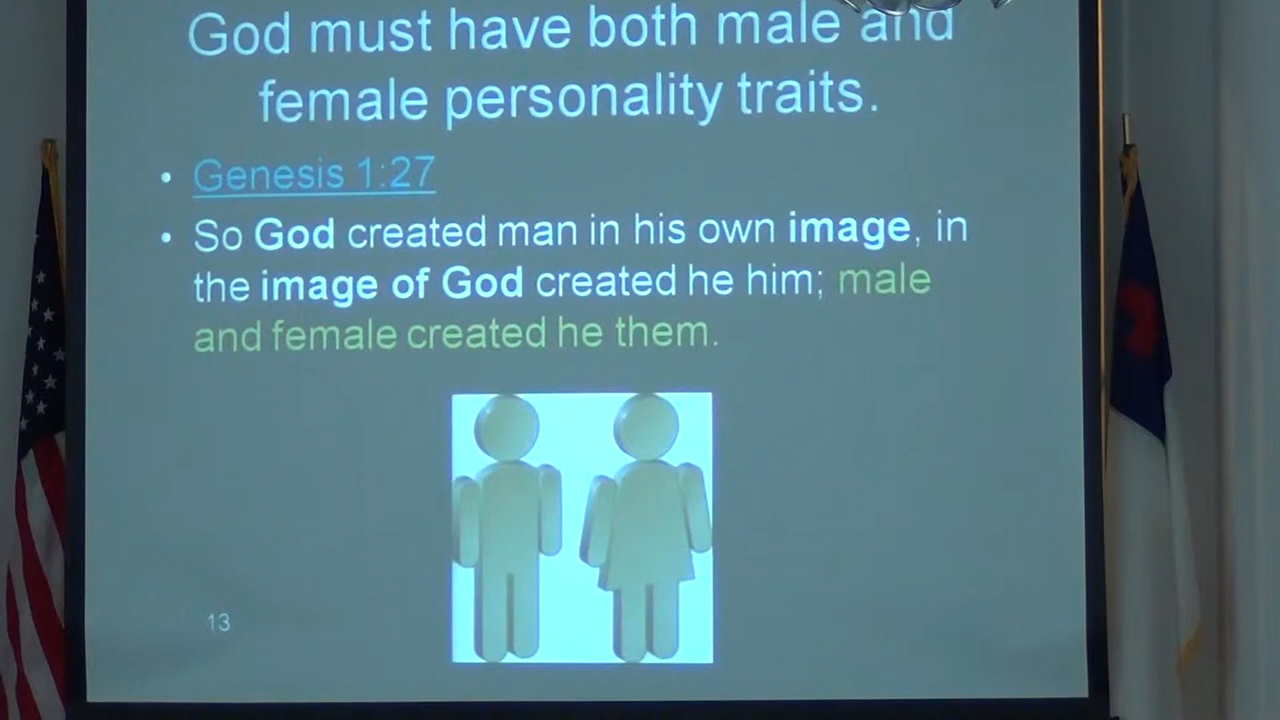 God must have both male and
female personality traits.
• Genesis 1:27
• So God created man in his own image, in
the image of God created he him; male
and female created he them.
13